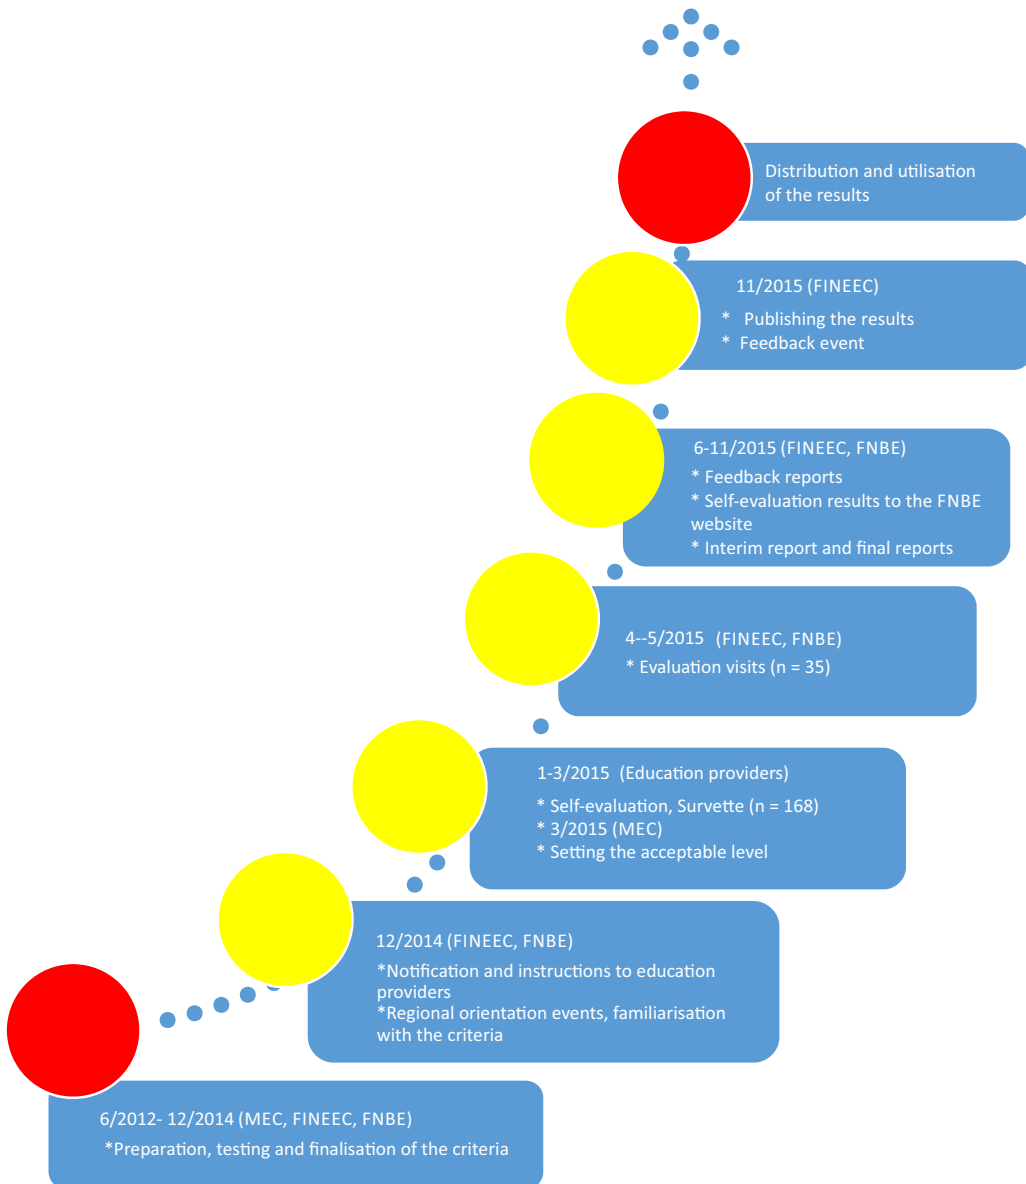 Distribution and utilisation
of the results
11/2015 (FINEEC)
* Publishing the results
* Feedback event
6-11/2015 (FINEEC, FNBE)
* Feedback reports
* Self-evaluation results to the FNBE
website
* Interim report and final reports
4--5/2015 (FINEEC, FNBE)
* Evaluation visits (n = 35)
1-3/2015 (Education providers)
* Self-evaluation, Survette (n = 168)
* 3/2015 (MEC)
* Setting the acceptable level
12/2014 (FINEEC, FNBE)
*Notification and instructions to education
providers
*Regional orientation events, familiarisation
with the criteria
6/2012- 12/2014 (MEC, FINEEC, FNBE)
*Preparation, testing and finalisation of the criteria